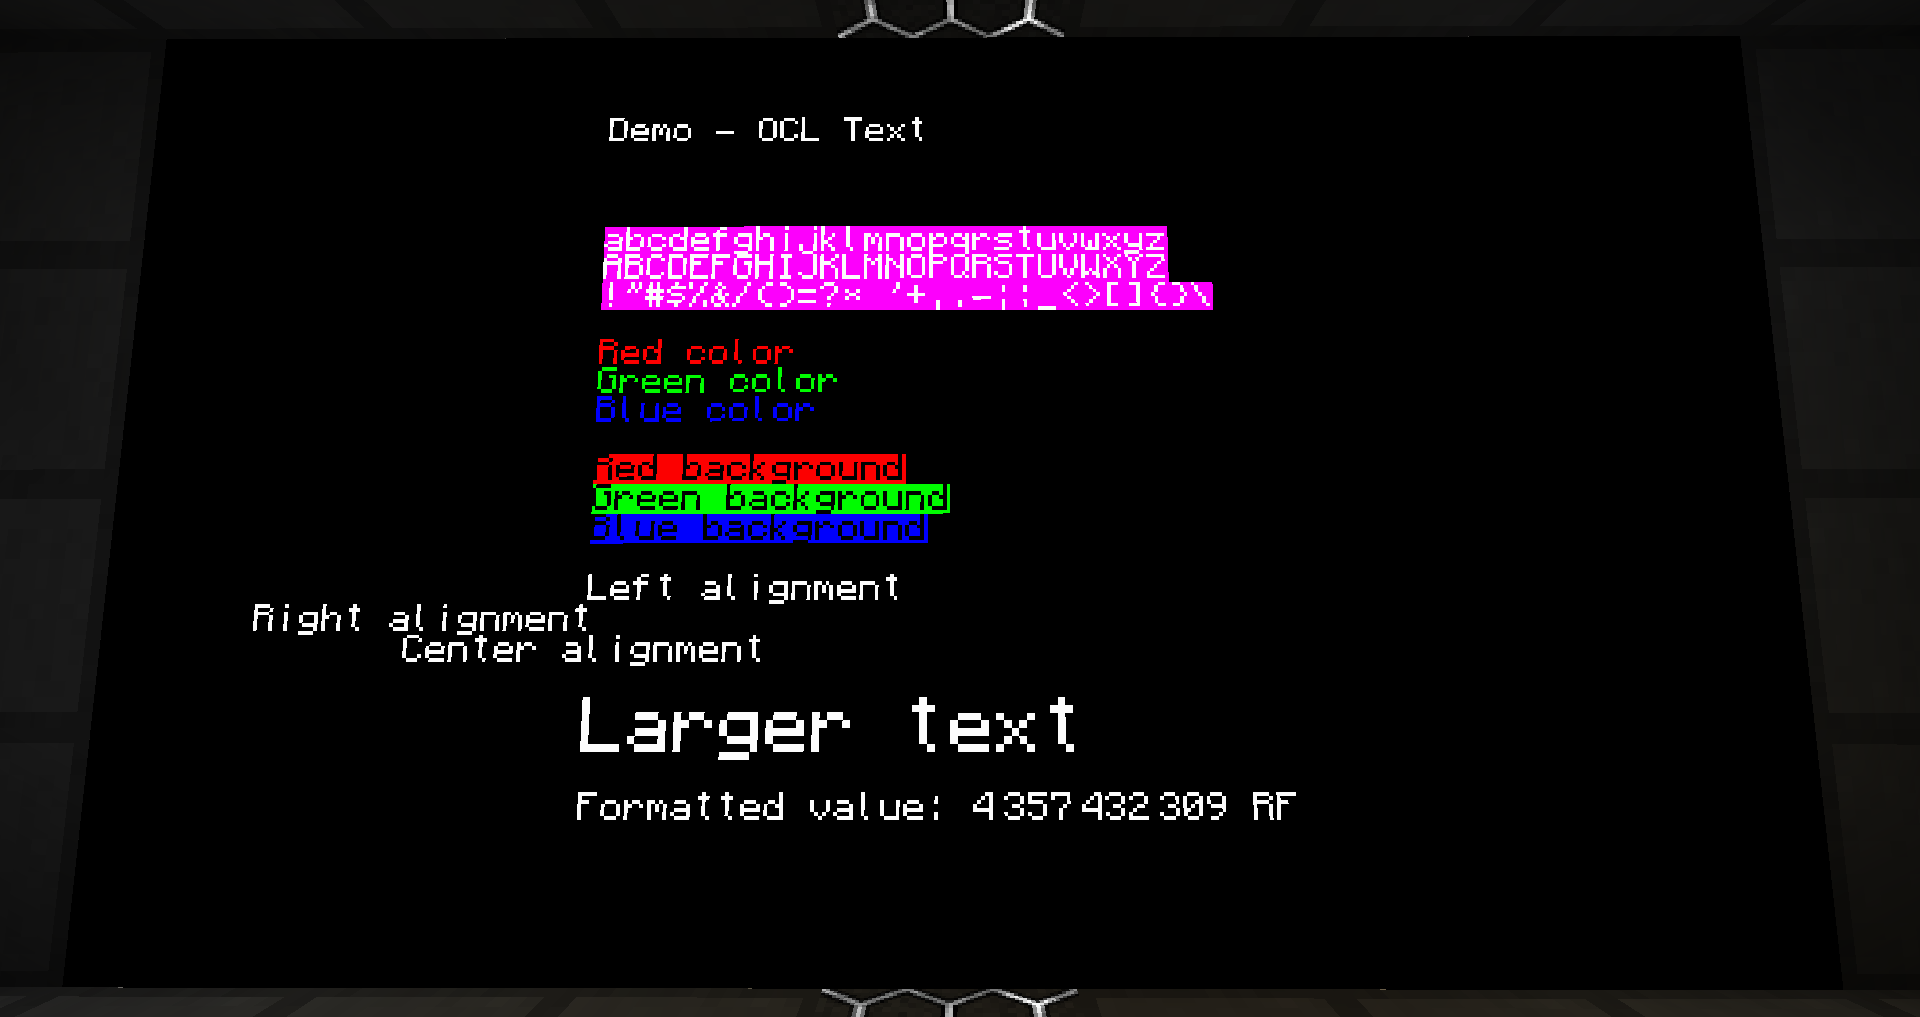 Demo - OCL Text
abcdefghijklmnopqrstuvwxyz
ABCDEFGHIJKLMNOPQRSTUVWXYZ
!"#$%&/()=?* '+,.-;:_<>[]{}\
Red color
Green color
Blue color
Red background
Green background
Blue background
Left alignment
Right alignment
Center alignment
Larger text
Formatted value: 4 357 432 309 RF